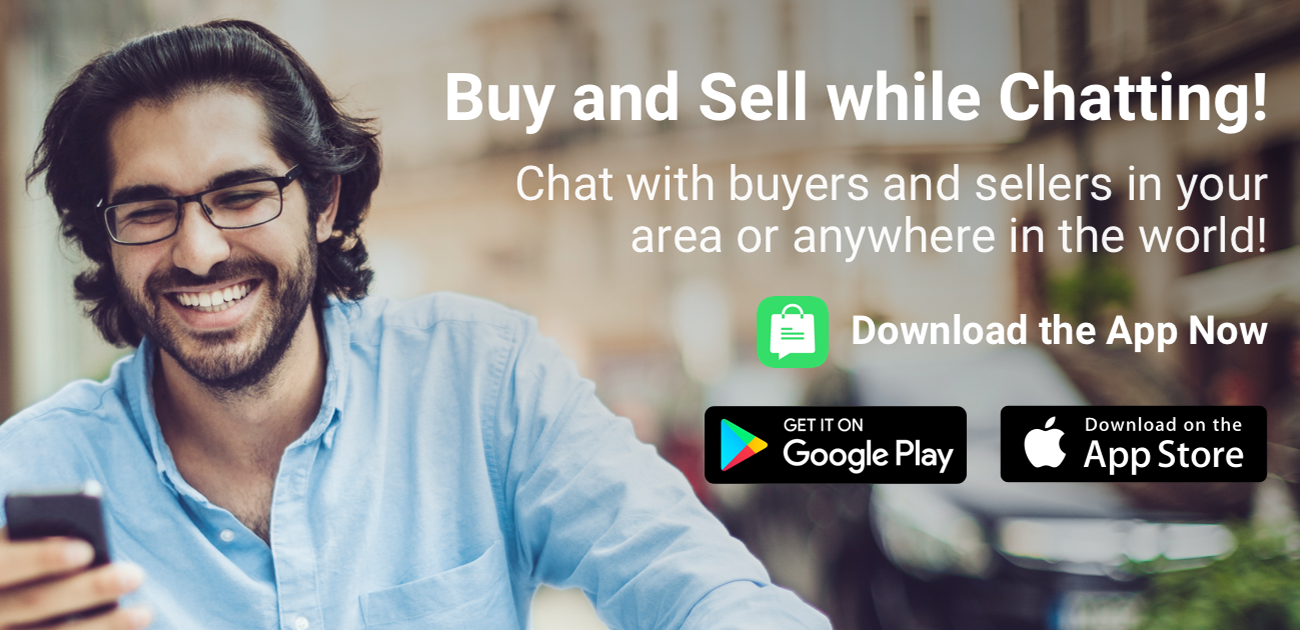 Buy and Sell while Chatting!
Chat with buyers and sellers in your
area or anywhere in the world!
Download the App Now
GET IT ON
Google Play
Download on the
App Store